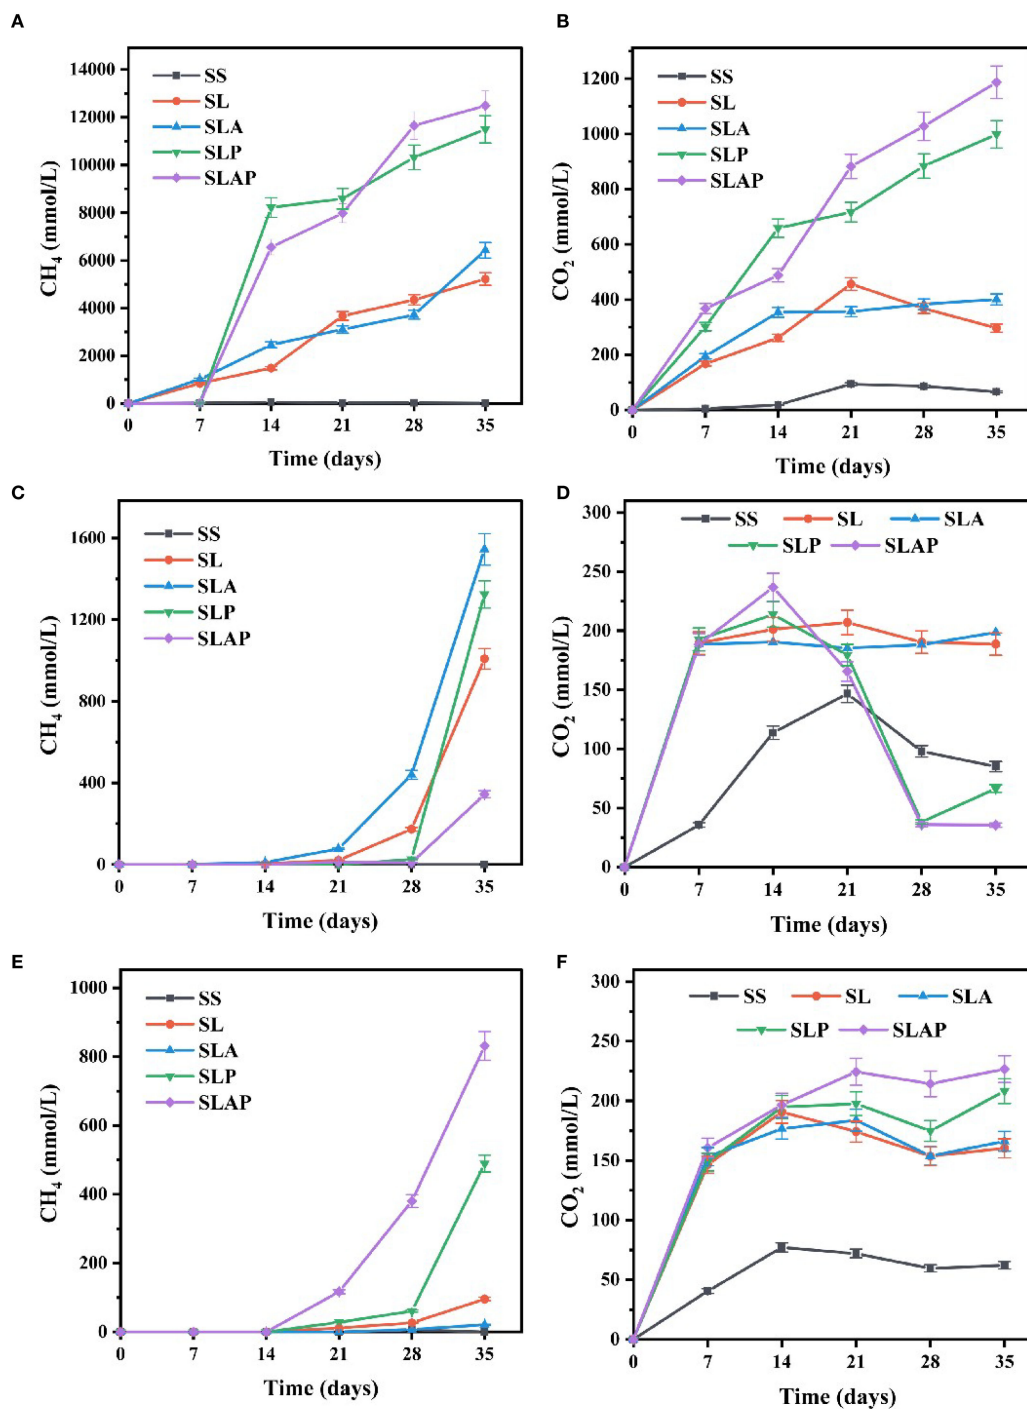 A
14000
12000
10000
8000
6000
4000
2000
0
CH4 (mmol/L)
SS
SL
SLA
SLP
SLAP
0 7 14 21 28 35
Time (days)
B
1200
1000
800
600
400
200
0
CO2 (mmol/L)
SS
SL
SLA
SLP
SLAP
0 7 14 21 28 35
Time (days)
C
1600
1200
800
400
0
CH4 (mmol/L)
SS
SL
SLA
SLP
SLAP
0 7 14 21 28 35
Time (days)
D
300
250
200
150
100
50
0
CO2 (mmol/L)
SS SL SLA
SLP SLAP
0 7 14 21 28 35
Time (days)
E
1000
800
600
400
200
0
CH4 (mmol/L)
SS
SL
SLA
SLP
SLAP
0 7 14 21 28 35
Time (days)
F
300
250
200
150
100
50
0
CO2 (mmol/L)
SS SL SLA
SLP SLAP
0 7 14 21 28 35
Time (days)